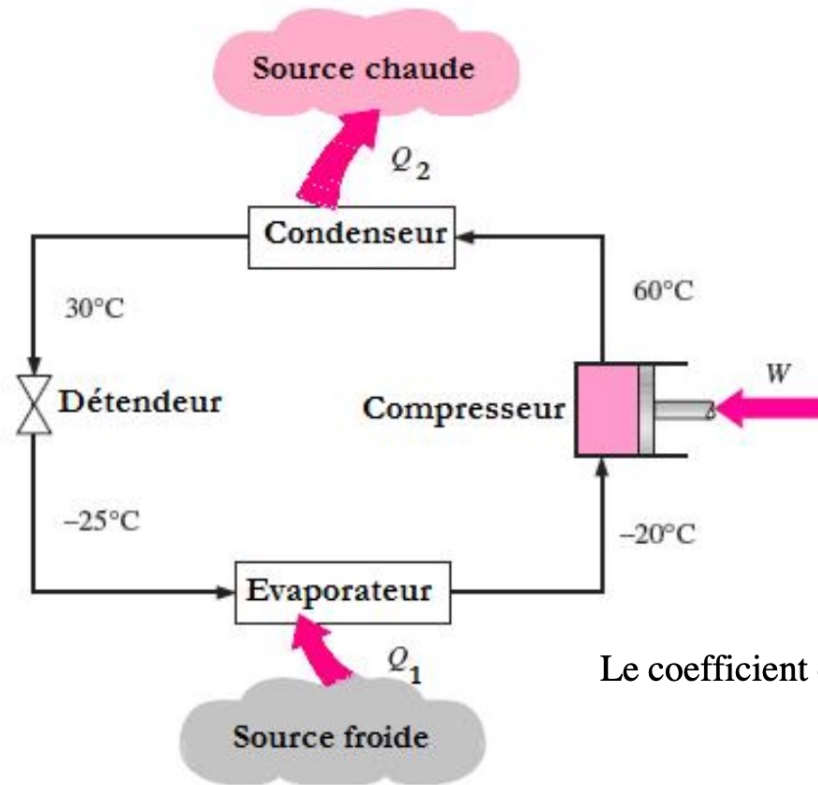 Source chaude
Q2
Condenseur
30°C
60°C
Détendeur
Compresseur
W
–25°C
–20°C
Evaporateur
Q1
Le coefficient
Source froide